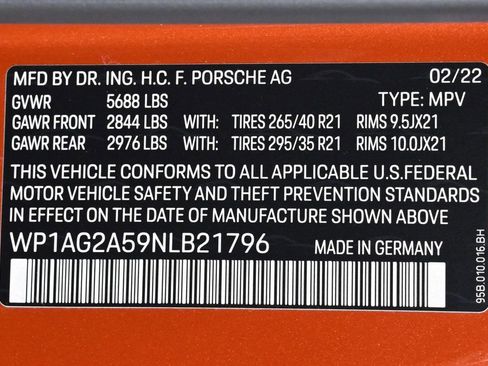 MFD BY DR. ING. H.C. F. PORSCHE AG 02/22
GVWR 5688 LBS TYPE: MPV
GAWR FRONT 2844 LBS WITH: TIRES 265/40 R21 RIMS 9.5JX21
GAWR REAR 2976 LBS WITH: TIRES 295/35 R21 RIMS 10.0JX21
THIS VEHICLE CONFORMS TO ALL APPLICABLE U.S.FEDERAL
MOTOR VEHICLE SAFETY AND THEFT PREVENTION STANDARDS
IN EFFECT ON THE DATE OF MANUFACTURE SHOWN ABOVE
WP1AG2A59NLB21796
95B.010.016.BH